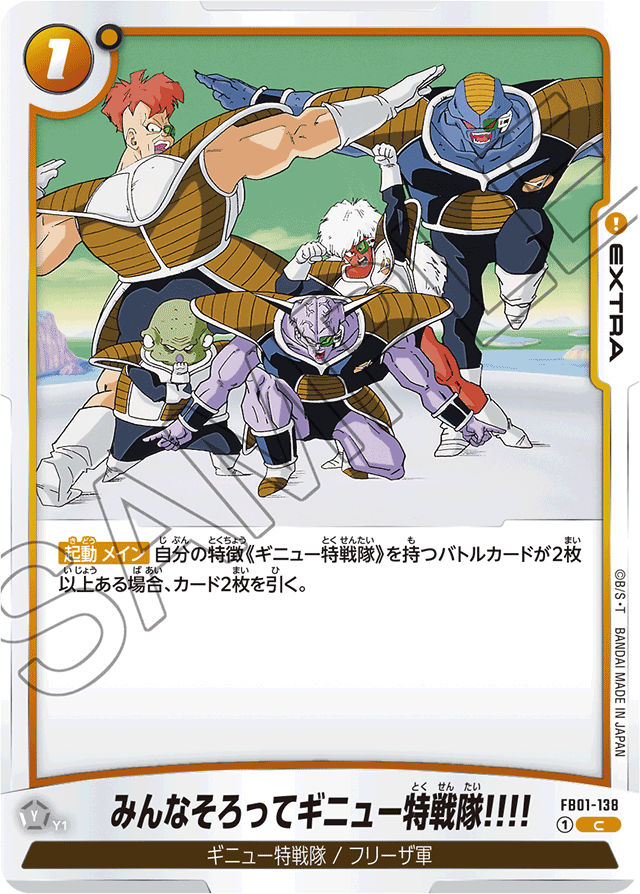 1
EXTRA
SAMPLE
起動 メイン 自分の特徴《ギニュー特戦隊》を持つバトルカードが2枚
以上ある場合、カード2枚を引く。
©B/S・T BANDAI MADE IN JAPAN
みんなそろってギニュー特戦隊!!!!
FB01-138
Y Y1
1 C
ギニュー特戦隊 / フリーザ軍